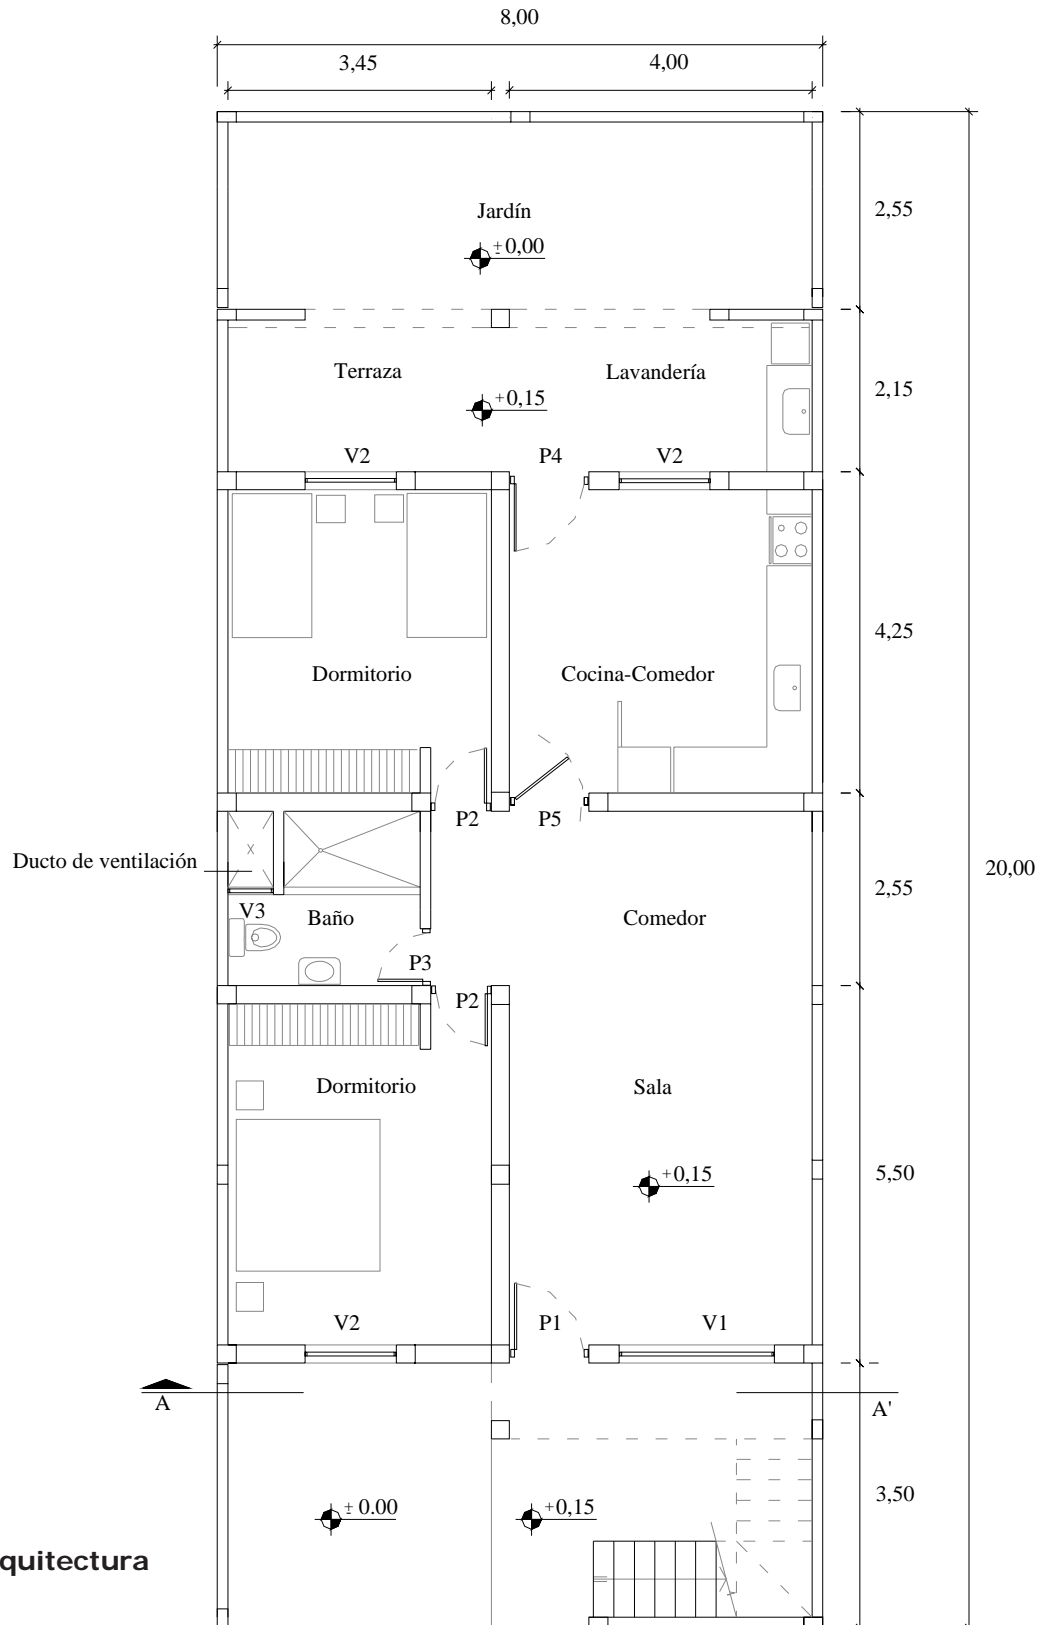 8,00
3,45
4,00
Jardín
±0,00
2,55
Terraza
Lavandería
+0,15
2,15
V2
P4
V2
4,25
Dormitorio
Cocina-Comedor
P2
P5
Ducto de ventilación
2,55
20,00
V3
Baño
Comedor
P3
P2
Dormitorio
Sala
+0,15
5,50
V2
P1
V1
A
A'
± 0.00
+0,15
3,50
quitectura